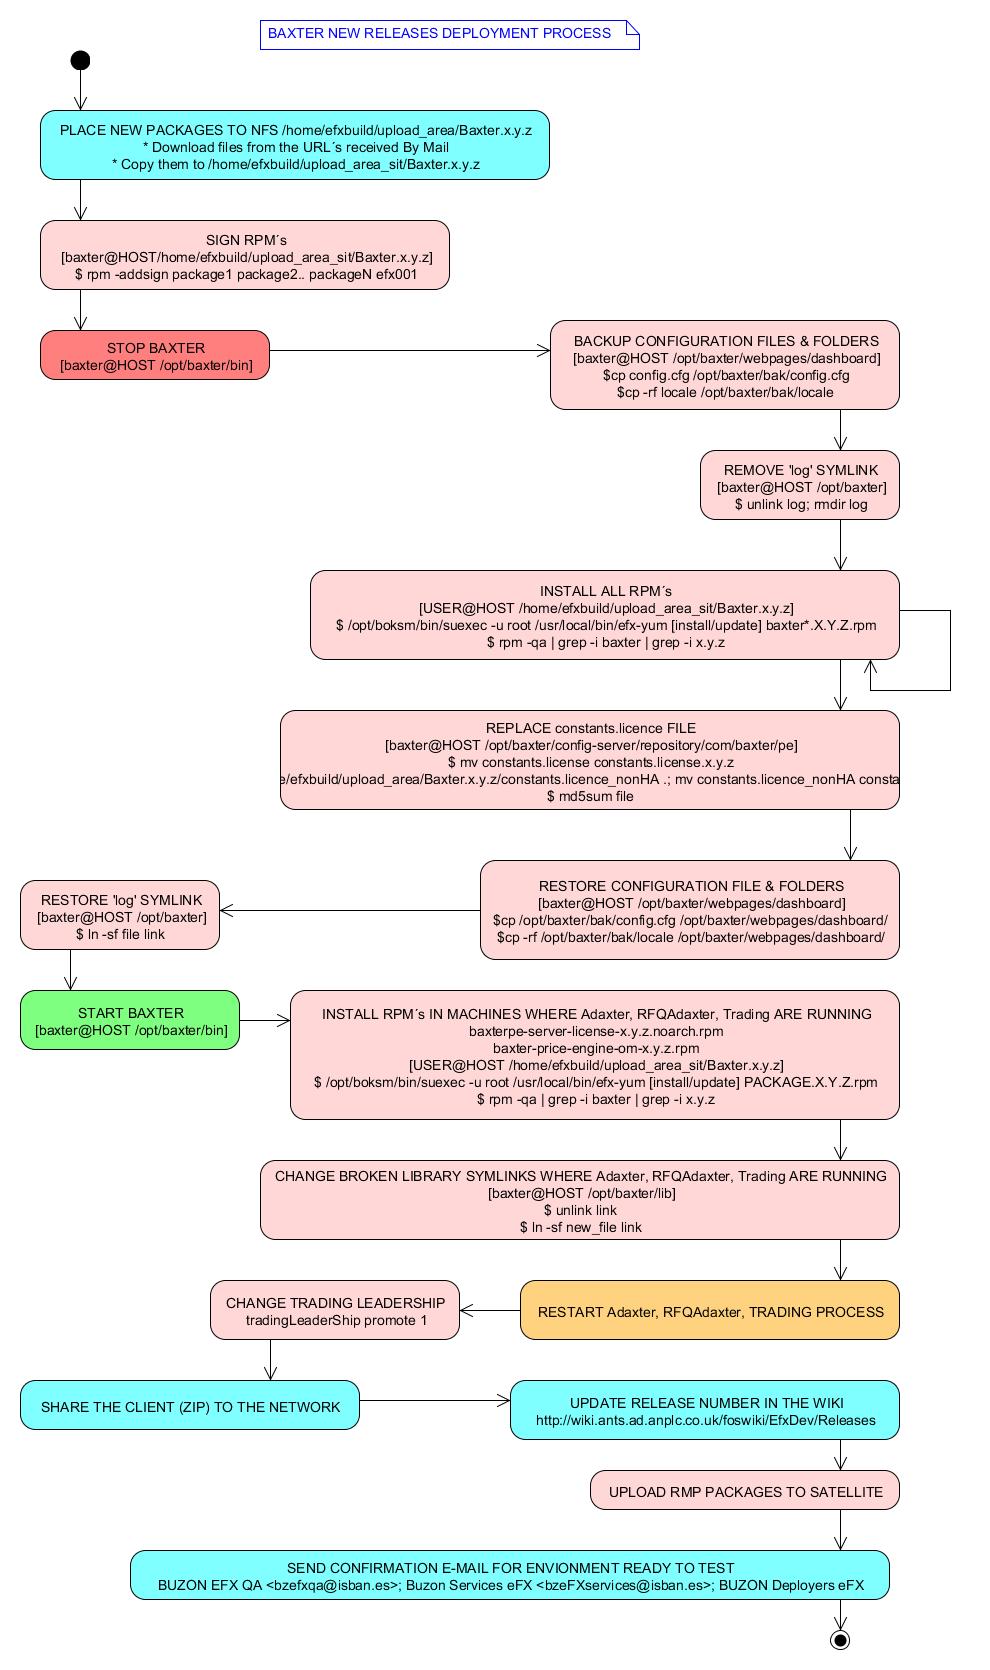 BAXTER NEW RELEASES DEPLOYMENT PROCESS
PLACE NEW PACKAGES TO NFS /home/efxbuild/upload_area/Baxter.x.y.z
* Download files from the URL´s received By Mail
* Copy them to /home/efxbuild/upload_area_sit/Baxter.x.y.z
SIGN RPM´s
[baxter@HOST/home/efxbuild/upload_area_sit/Baxter.x.y.z]
$ rpm -addsign package1 package2.. packageN efx001
STOP BAXTER
[baxter@HOST /opt/baxter/bin]
BACKUP CONFIGURATION FILES & FOLDERS
[baxter@HOST /opt/baxter/webpages/dashboard]
$cp config.cfg /opt/baxter/bak/config.cfg
$cp -rf locale /opt/baxter/bak/locale
REMOVE 'log' SYMLINK
[baxter@HOST /opt/baxter]
$ unlink log; rmdir log
INSTALL ALL RPM´s
[USER@HOST /home/efxbuild/upload_area_sit/Baxter.x.y.z]
$ /opt/boksm/bin/suexec -u root /usr/local/bin/efx-yum [install/update] baxter*.X.Y.Z.rpm
$ rpm -qa | grep -i baxter | grep -i x.y.z
REPLACE constants.licence FILE
[baxter@HOST /opt/baxter/config-server/repository/com/baxter/pe]
$ mv constants.license constants.license.x.y.z
e/efxbuild/upload_area/Baxter.x.y.z/constants.licence_nonHA .; mv constants.licence_nonHA consta
$ md5sum file
RESTORE CONFIGURATION FILE & FOLDERS
[baxter@HOST /opt/baxter/webpages/dashboard]
$cp /opt/baxter/bak/config.cfg /opt/baxter/webpages/dashboard/
$cp -rf /opt/baxter/bak/locale /opt/baxter/webpages/dashboard/
RESTORE 'log' SYMLINK
[baxter@HOST /opt/baxter]
$ ln -sf file link
START BAXTER
[baxter@HOST /opt/baxter/bin]
INSTALL RPM´s IN MACHINES WHERE Adaxter, RFQAdaxter, Trading ARE RUNNING
baxterpe-server-license-x.y.z.noarch.rpm
baxter-price-engine-om-x.y.z.rpm
[USER@HOST /home/efxbuild/upload_area_sit/Baxter.x.y.z]
$ /opt/boksm/bin/suexec -u root /usr/local/bin/efx-yum [install/update] PACKAGE.X.Y.Z.rpm
$ rpm -qa | grep -i baxter | grep -i x.y.z
CHANGE BROKEN LIBRARY SYMLINKS WHERE Adaxter, RFQAdaxter, Trading ARE RUNNING
[baxter@HOST /opt/baxter/lib]
$ unlink link
$ ln -sf new_file link
RESTART Adaxter, RFQAdaxter, TRADING PROCESS
CHANGE TRADING LEADERSHIP
tradingLeaderShip promote 1
SHARE THE CLIENT (ZIP) TO THE NETWORK
UPDATE RELEASE NUMBER IN THE WIKI
http://wiki.ants.ad.anplc.co.uk/foswiki/EfxDev/Releases
UPLOAD RMP PACKAGES TO SATELLITE
SEND CONFIRMATION E-MAIL FOR ENVIONMENT READY TO TEST
BUZON EFX QA <bzefxqa@isban.es>; Buzon Services eFX <bzeFXservices@isban.es>; BUZON Deployers eFX